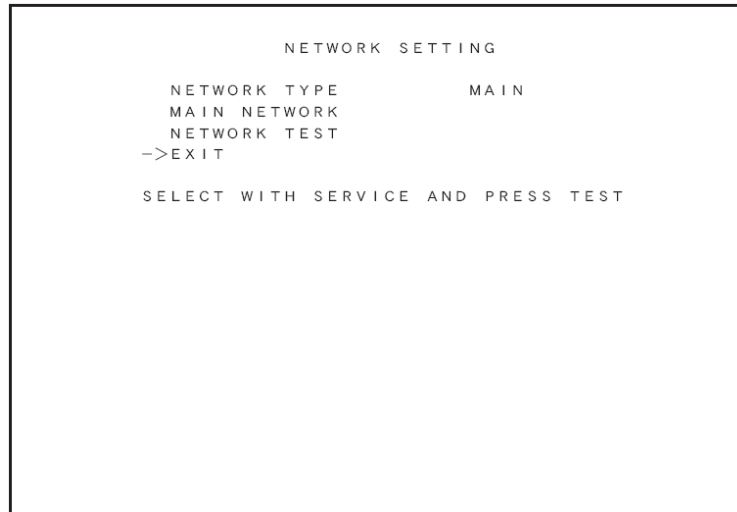 NETWORK SETTING
NETWORK TYPE MAIN
MAIN NETWORK
NETWORK TEST
->EXIT
SELECT WITH SERVICE AND PRESS TEST